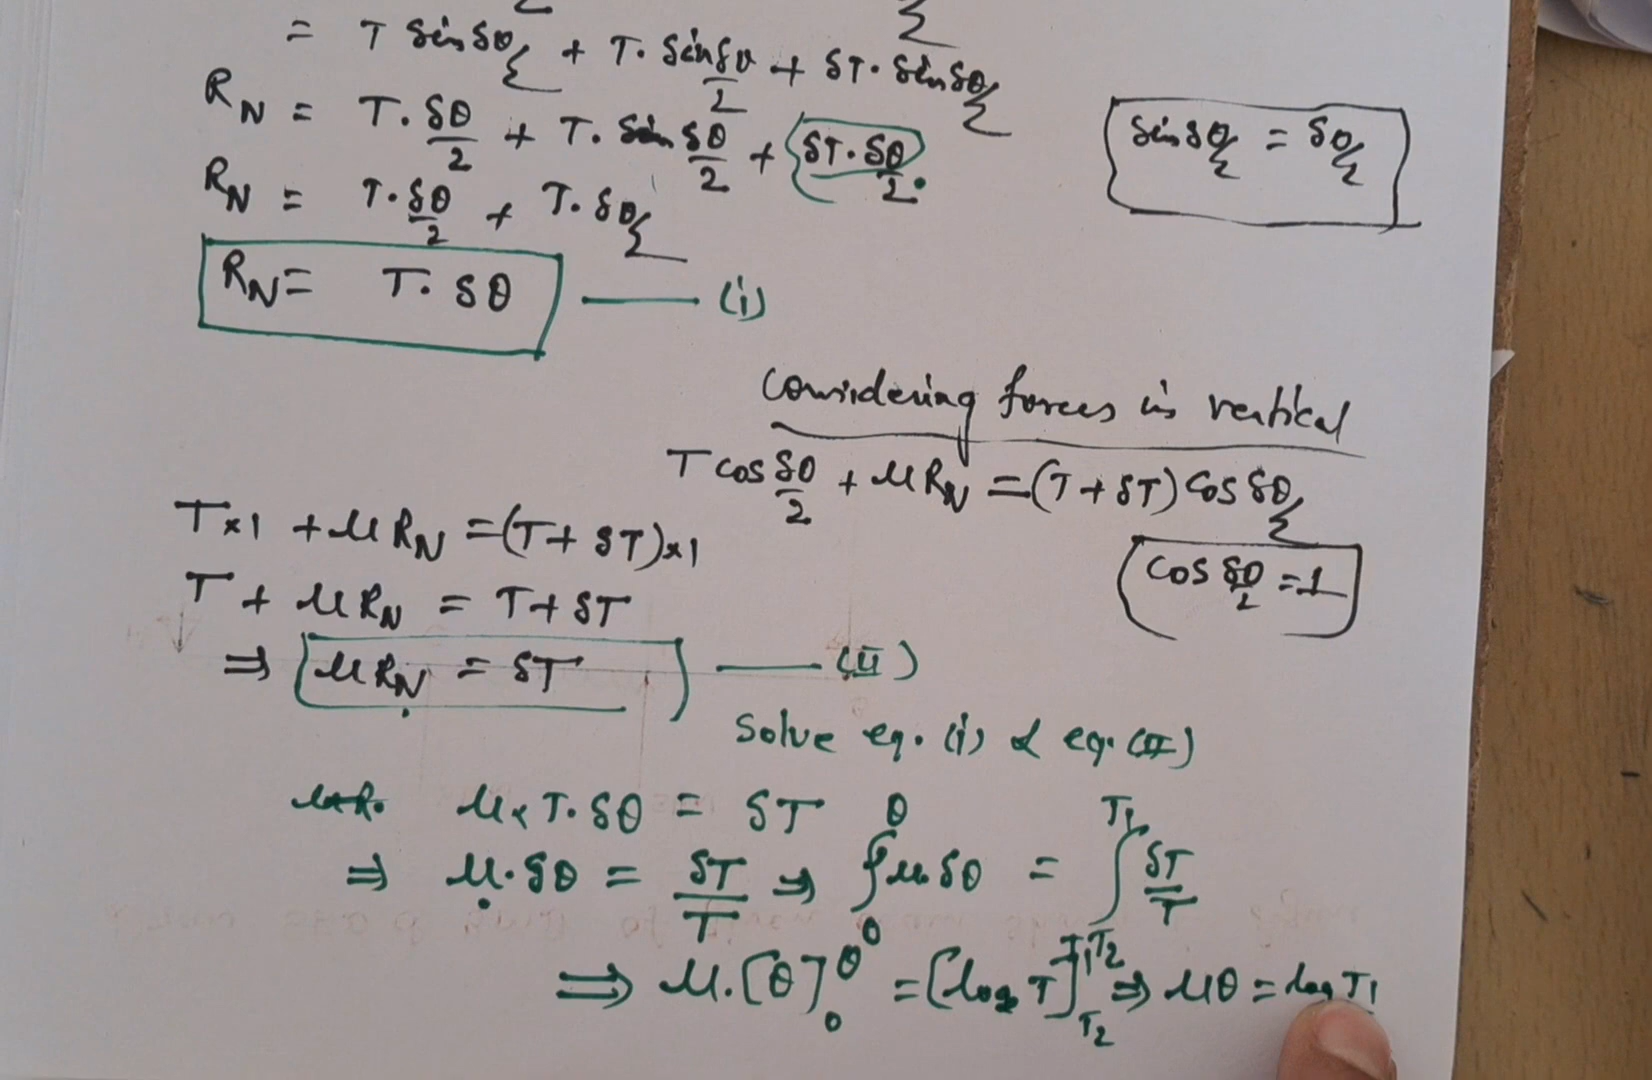 = T sin δθ/2 + T. sin δθ/2 + δT. sin δθ/2
R_N = T. δθ/2 + T. sin δθ/2 + δT. δθ/2
sin δθ/2 = δθ/2
R_N = T. δθ/2 + T. δθ/2
R_N = T. δθ —— (i)
Considering forces in vertical
T cos δθ/2 + μR_N = (T + δT) cos δθ/2
T×1 + μR_N = (T + δT)×1
cos δθ/2 = 1
T + μR_N = T + δT
⇒ μR_N = δT —— (II)
Solve eq. (i) & eq. (II)
μ×T. δθ = δT
⇒ μ. δθ = δT/T ⇒ ∫₀^θ μ δθ = ∫_{T2}^{T1} δT/T
⇒ μ. [θ]₀^θ = [log T]_{T2}^{T1} ⇒ μθ = log T1